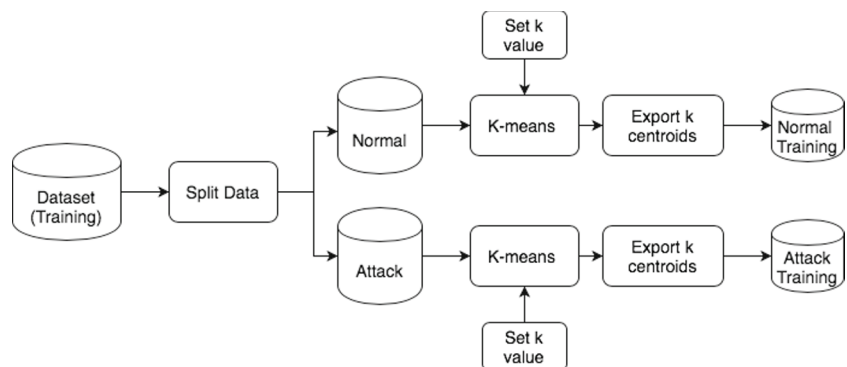 Set k
value
Normal
K-means
Export k
centroids
Normal
Training
Dataset
(Training)
Split Data
Attack
K-means
Export k
centroids
Attack
Training
Set k
value